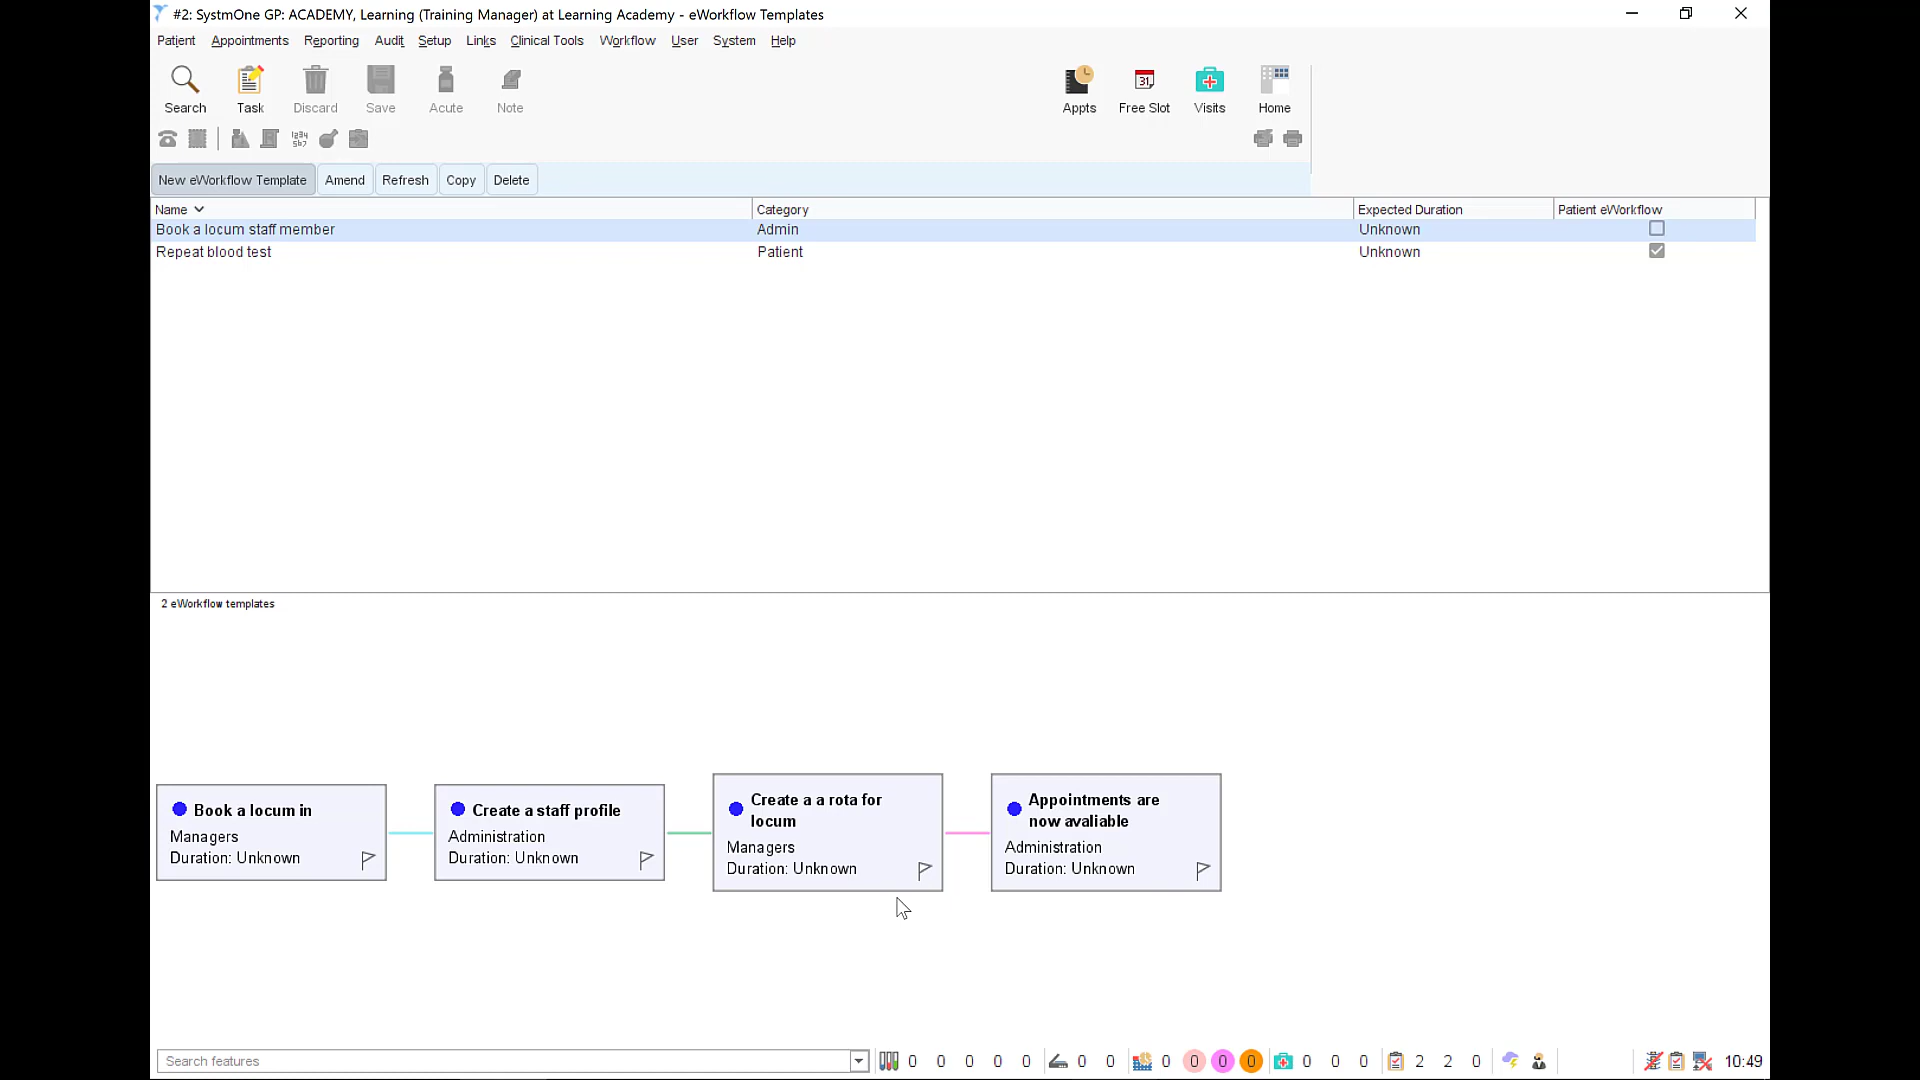 #2: SystmOne GP: ACADEMY, Learning (Training Manager) at Learning Academy - eWorkflow Templates
Patient Appointments Reporting Audit Setup Links Clinical Tools Workflow User System Help
Search Task Discard Save Acute Note Appts Free Slot Visits Home
New eWorkflow Template Amend Refresh Copy Delete
Name Category Expected Duration Patient eWorkflow
Book a locum staff member Admin Unknown
Repeat blood test Patient Unknown
2 eWorkflow templates
Book a locum in
Managers
Duration: Unknown
Create a staff profile
Administration
Duration: Unknown
Create a a rota for
locum
Managers
Duration: Unknown
Appointments are
now avaliable
Administration
Duration: Unknown
Search features 0 0 0 0 0 0 0 0 0 0 0 0 0 0 2 2 0 10:49